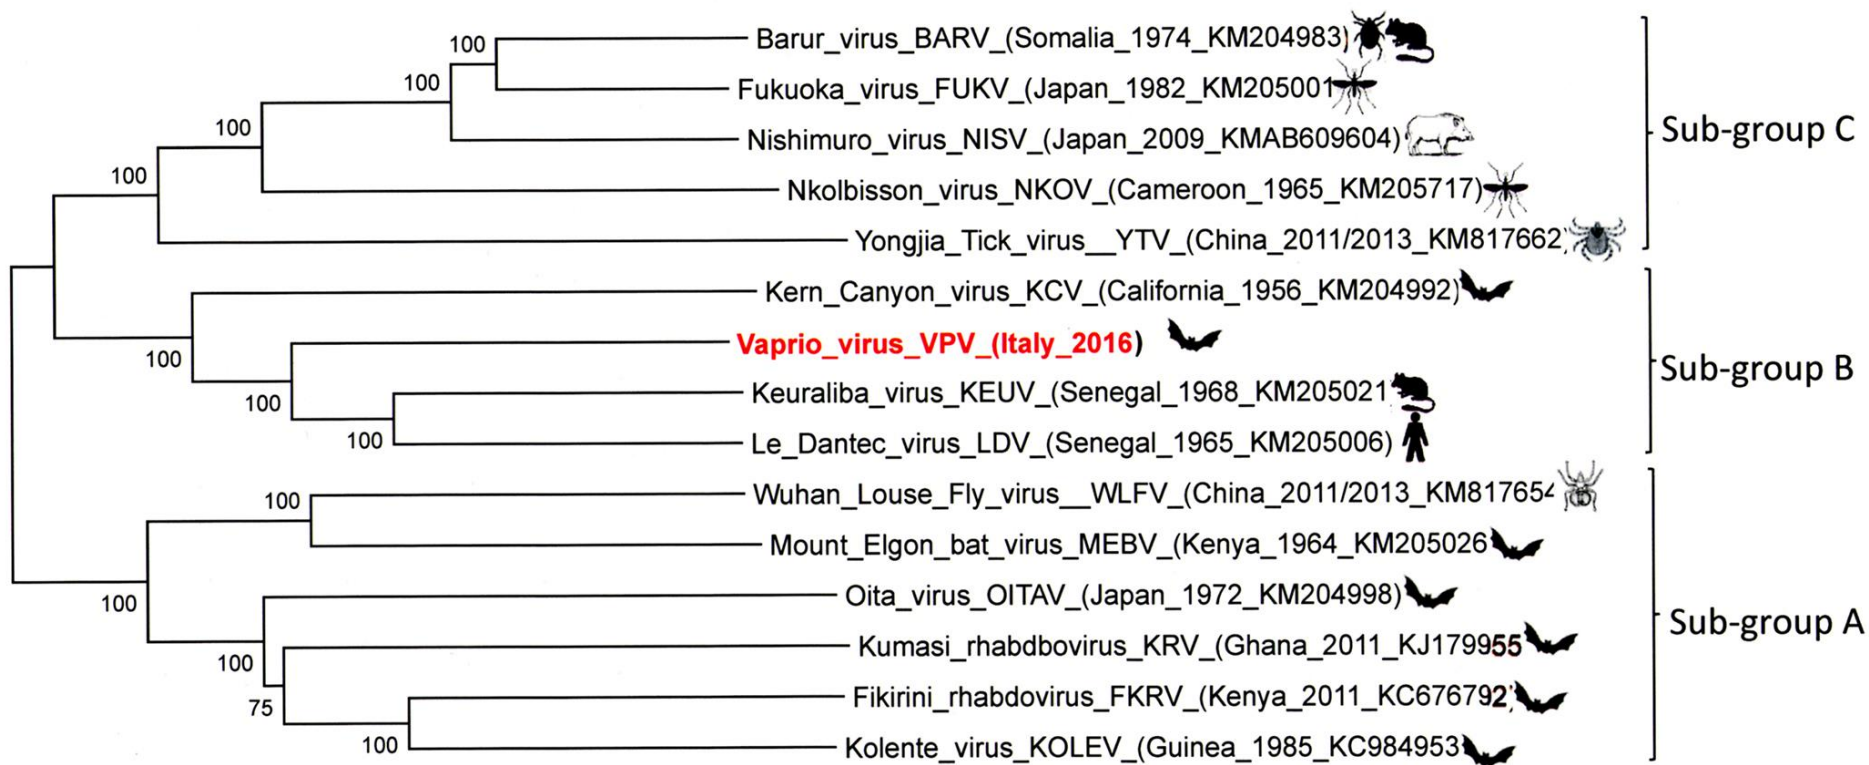 100
Barur_virus_BARV_(Somalia_1974_KM204983)
100
Fukuoka_virus_FUKV_(Japan_1982_KM205001
100
Nishimuro_virus_NISV_(Japan_2009_KMAB609604)
Sub-group C
100
Nkolbisson_virus_NKOV_(Cameroon_1965_KM205717)
Yongjia_Tick_virus__YTV_(China_2011/2013_KM817662)
Kern_Canyon_virus_KCV_(California_1956_KM204992)
100
Vaprio_virus_VPV_(Italy_2016)
Sub-group B
100
Keuraliba_virus_KEUV_(Senegal_1968_KM205021
100
Le_Dantec_virus_LDV_(Senegal_1965_KM205006)
100
Wuhan_Louse_Fly_virus__WLFV_(China_2011/2013_KM817654
Mount_Elgon_bat_virus_MEBV_(Kenya_1964_KM205026
100
Oita_virus_OITAV_(Japan_1972_KM204998)
Sub-group A
100
Kumasi_rhabdbovirus_KRV_(Ghana_2011_KJ179955
75
Fikirini_rhabdovirus_FKRV_(Kenya_2011_KC676792)
100
Kolente_virus_KOLEV_(Guinea_1985_KC984953